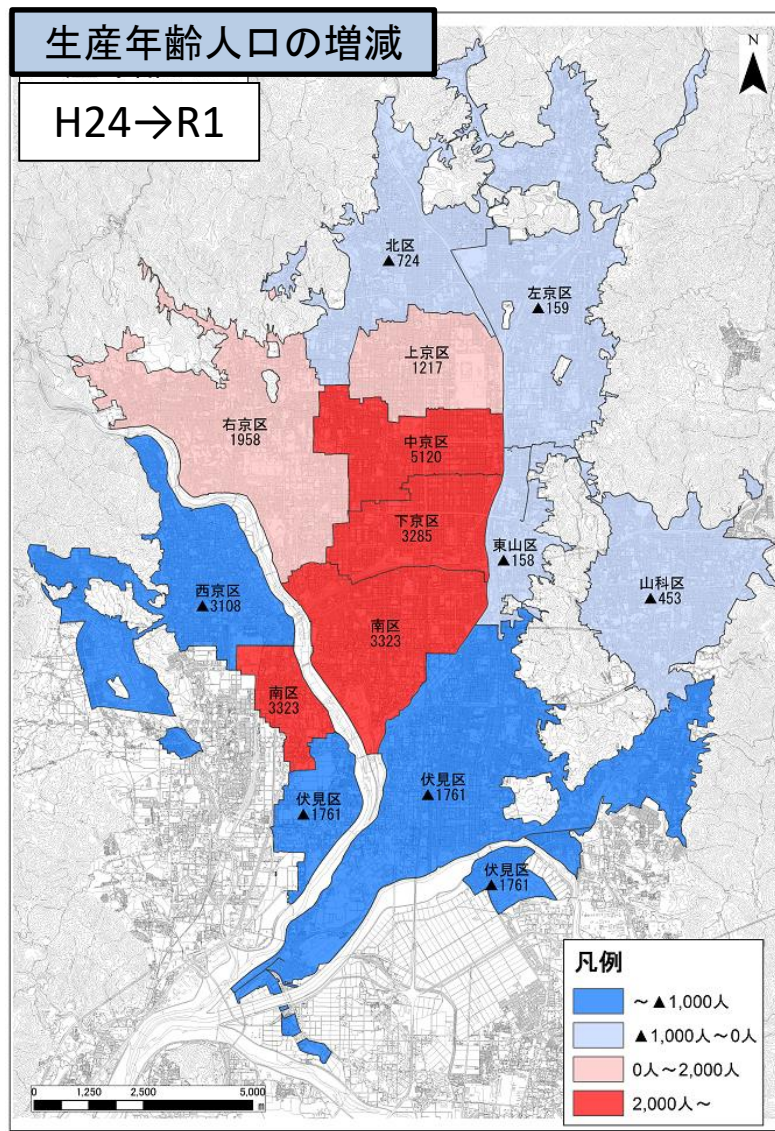 生産年齢人口の増減
H24→R1
N
北区
▲724
左京区
▲159
上京区
1217
右京区
1958
中京区
5120
下京区
3285
東山区
▲158
山科区
▲453
西京区
▲3108
南区
3323
南区
3323
伏見区
▲1761
伏見区
▲1761
伏見区
▲1761
凡例
～▲1,000人
▲1,000人～0人
0人～2,000人
2,000人～
0 1,250 2,500 5,000